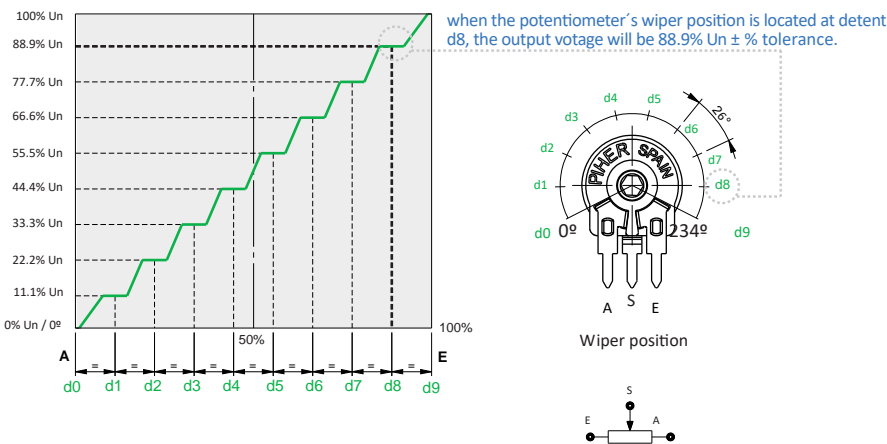 100% Un
88.9% Un
77.7% Un
66.6% Un
55.5% Un
44.4% Un
33.3% Un
22.2% Un
11.1% Un
0% Un / 0º
50%
100%
A
E
= = = = = = = = =
d0 d1 d2 d3 d4 d5 d6 d7 d8 d9
when the potentiometer´s wiper position is located at detent
d8, the output votage will be 88.9% Un ± % tolerance.
d0
d1
d2
d3
d4
d5
d6
d7
d8
d9
26°
PIHER SPAIN
0º
234º
A S E
Wiper position
S
E A